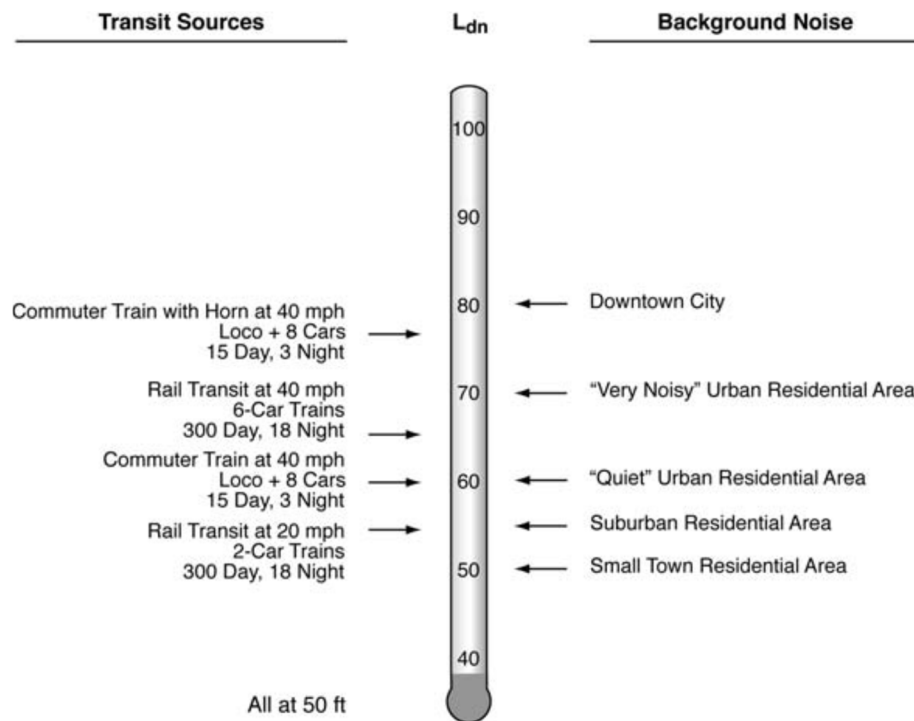 Transit Sources
L_dn
Background Noise
100
90
80
70
60
50
40
Commuter Train with Horn at 40 mph
Loco + 8 Cars
15 Day, 3 Night
Rail Transit at 40 mph
6-Car Trains
300 Day, 18 Night
Commuter Train at 40 mph
Loco + 8 Cars
15 Day, 3 Night
Rail Transit at 20 mph
2-Car Trains
300 Day, 18 Night
All at 50 ft
Downtown City
“Very Noisy” Urban Residential Area
“Quiet” Urban Residential Area
Suburban Residential Area
Small Town Residential Area